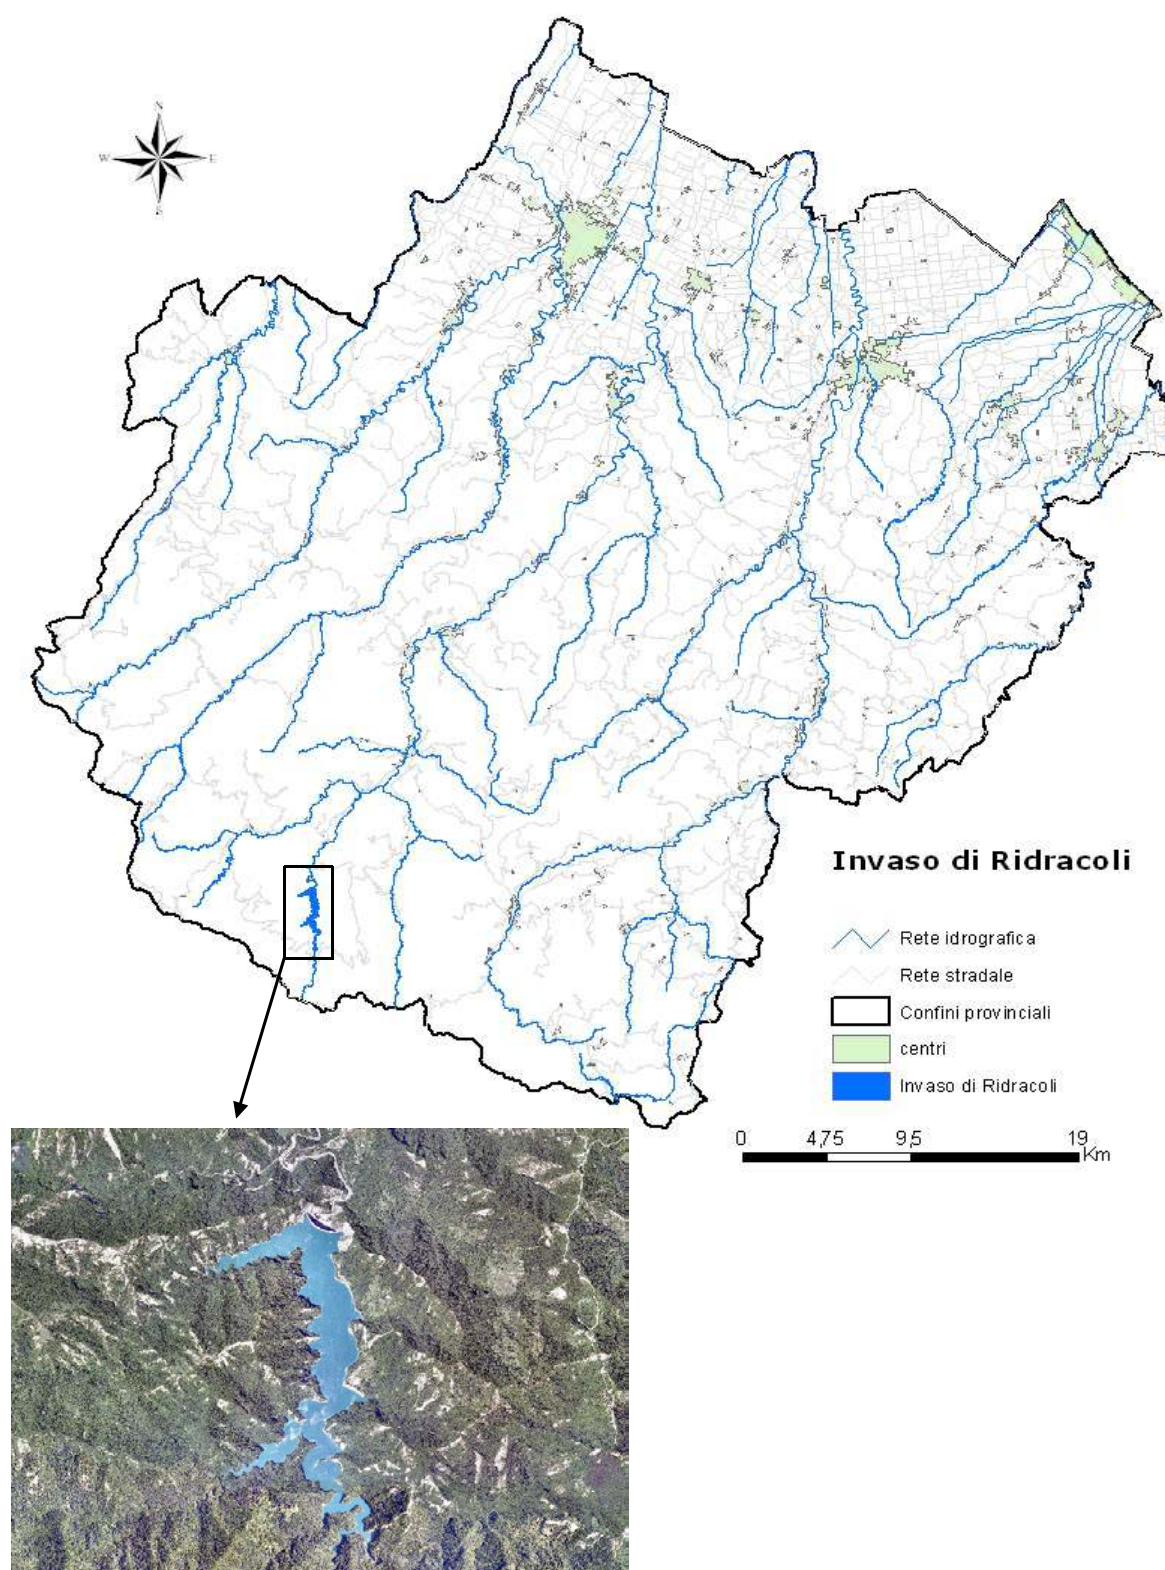 N
W E
S
Invaso di Ridracoli
Rete idrografica
Rete stradale
Confini provinciali
centri
Invaso di Ridracoli
0 4,75 9,5 19
Km